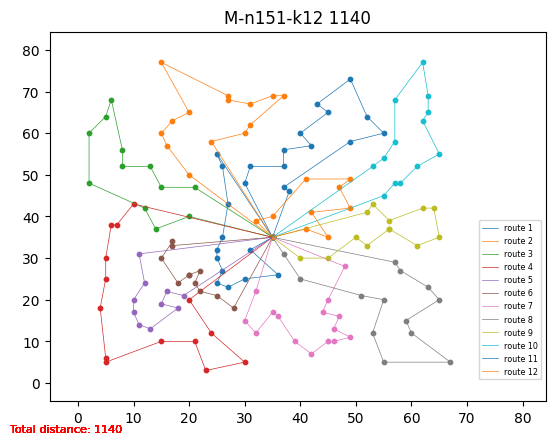 M-n151-k12 1140
80
70
60
50
40
30
20
10
0
route 1
route 2
route 3
route 4
route 5
route 6
route 7
route 8
route 9
route 10
route 11
route 12
0 10 20 30 40 50 60 70 80
Total distance: 1140